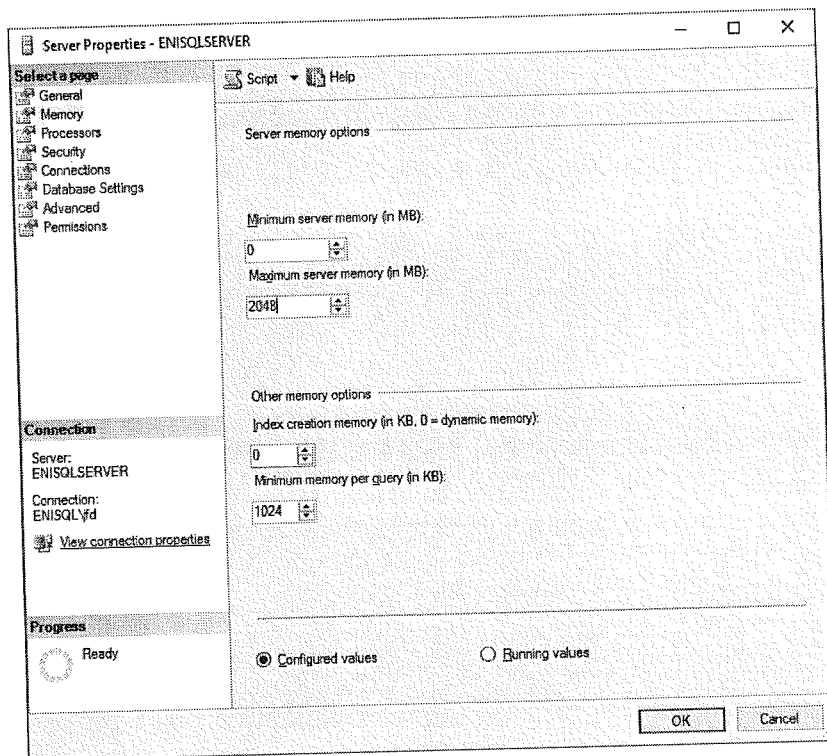 Server Properties - ENISQLSERVER
Select a page
General
Memory
Processors
Security
Connections
Database Settings
Advanced
Permissions
Connection
Server:
ENISQLSERVER
Connection:
ENISQL\jfd
View connection properties
Progress
Ready
Script Help
Server memory options
Minimum server memory (in MB):
0
Maximum server memory (in MB):
2048
Other memory options
Index creation memory (in KB, 0 = dynamic memory):
0
Minimum memory per query (in KB):
1024
Configured values Running values
OK Cancel